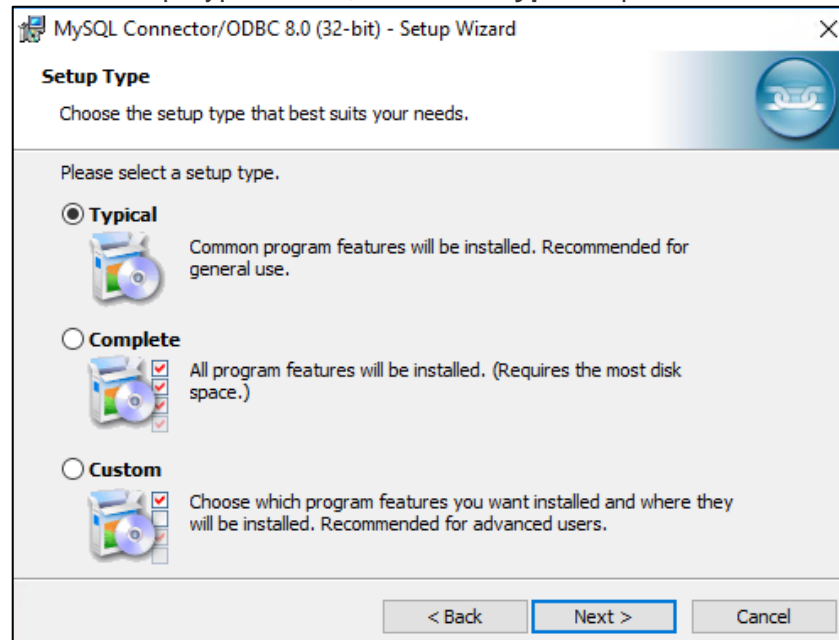 MySQL Connector/ODBC 8.0 (32-bit) - Setup Wizard
Setup Type
Choose the setup type that best suits your needs.
Please select a setup type.
Typical
Common program features will be installed. Recommended for
general use.
Complete
All program features will be installed. (Requires the most disk
space.)
Custom
Choose which program features you want installed and where they
will be installed. Recommended for advanced users.
< Back Next > Cancel